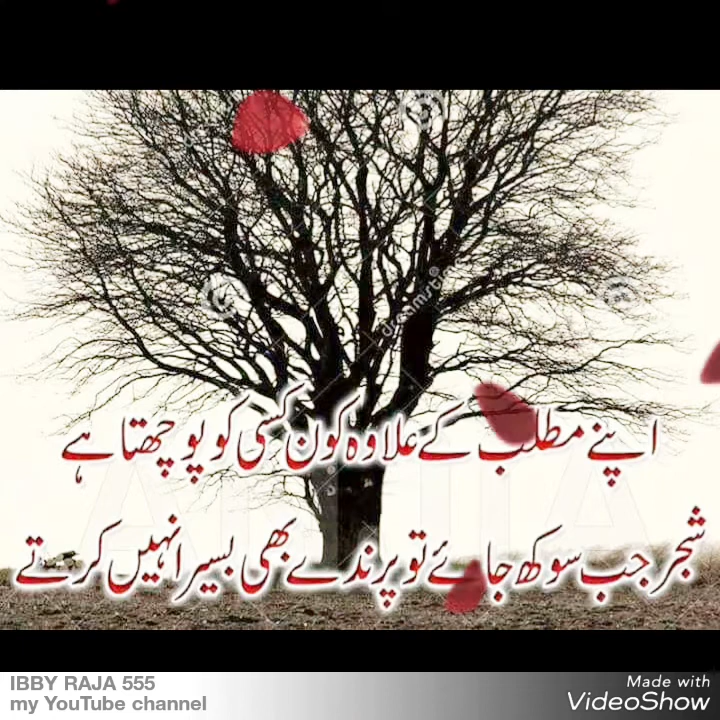 dreamstime
اپنے مطلب کے علاوہ کون کسی کو پوچھتا ہے
شجر جب سوکھ جائے تو پرندے بھی بسیرا نہیں کرتے
IBBY RAJA 555
my YouTube channel
Made with
VideoShow